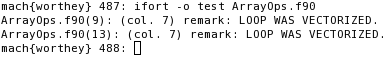 mach{worthey} 487: ifort -o test ArrayOps.f90
ArrayOps.f90(9): (col. 7) remark: LOOP WAS VECTORIZED.
ArrayOps.f90(13): (col. 7) remark: LOOP WAS VECTORIZED.
mach{worthey} 488: